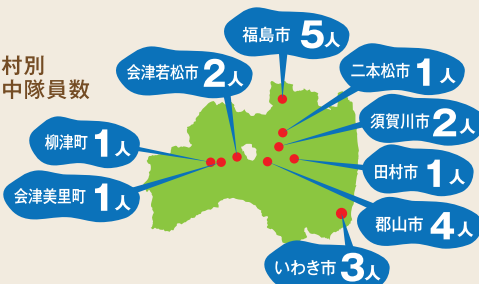 村別
中隊員数
福島市 5人
会津若松市 2人
二本松市 1人
須賀川市 2人
柳津町 1人
田村市 1人
会津美里町 1人
郡山市 4人
いわき市 3人